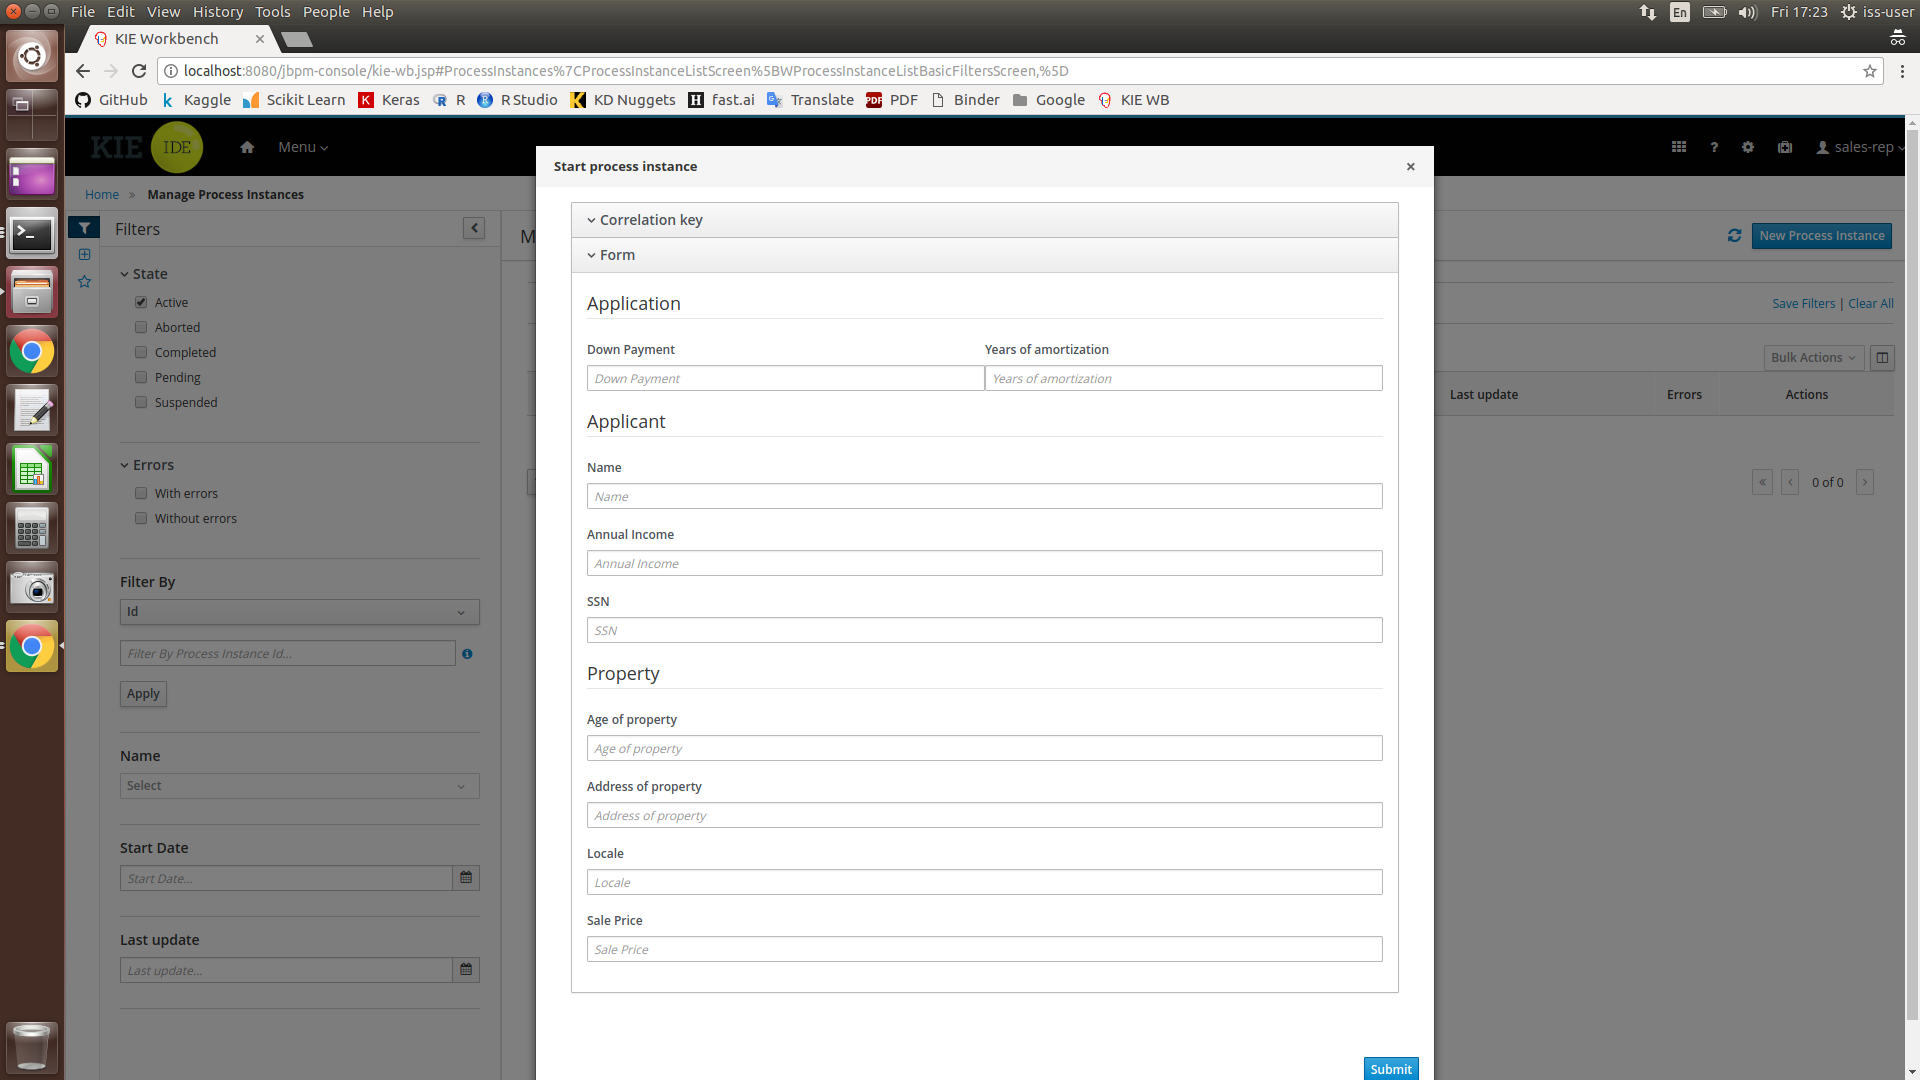 File Edit View History Tools People Help
En
Fri 17:23
iss-user
KIE Workbench
localhost:8080/jbpm-console/kie-wb.jsp#ProcessInstances%7CProcessInstanceListScreen%5BWProcessInstanceListBasicFiltersScreen,%5D
GitHub Kaggle Scikit Learn Keras R R Studio KD Nuggets fast.ai Translate PDF Binder Google KIE WB
KIE IDE
Menu
sales-rep
Home » Manage Process Instances
Filters
State
Active
Aborted
Completed
Pending
Suspended
Errors
With errors
Without errors
Filter By
Id
Filter By Process Instance Id...
Apply
Name
Select
Start Date
Start Date...
Last update
Last update...
M
Start process instance
×
Correlation key
Form
Application
Down Payment Years of amortization
Down Payment Years of amortization
Applicant
Name
Name
Annual Income
Annual Income
SSN
SSN
Property
Age of property
Age of property
Address of property
Address of property
Locale
Locale
Sale Price
Sale Price
Submit
New Process Instance
Save Filters | Clear All
Bulk Actions
Last update Errors Actions
0 of 0